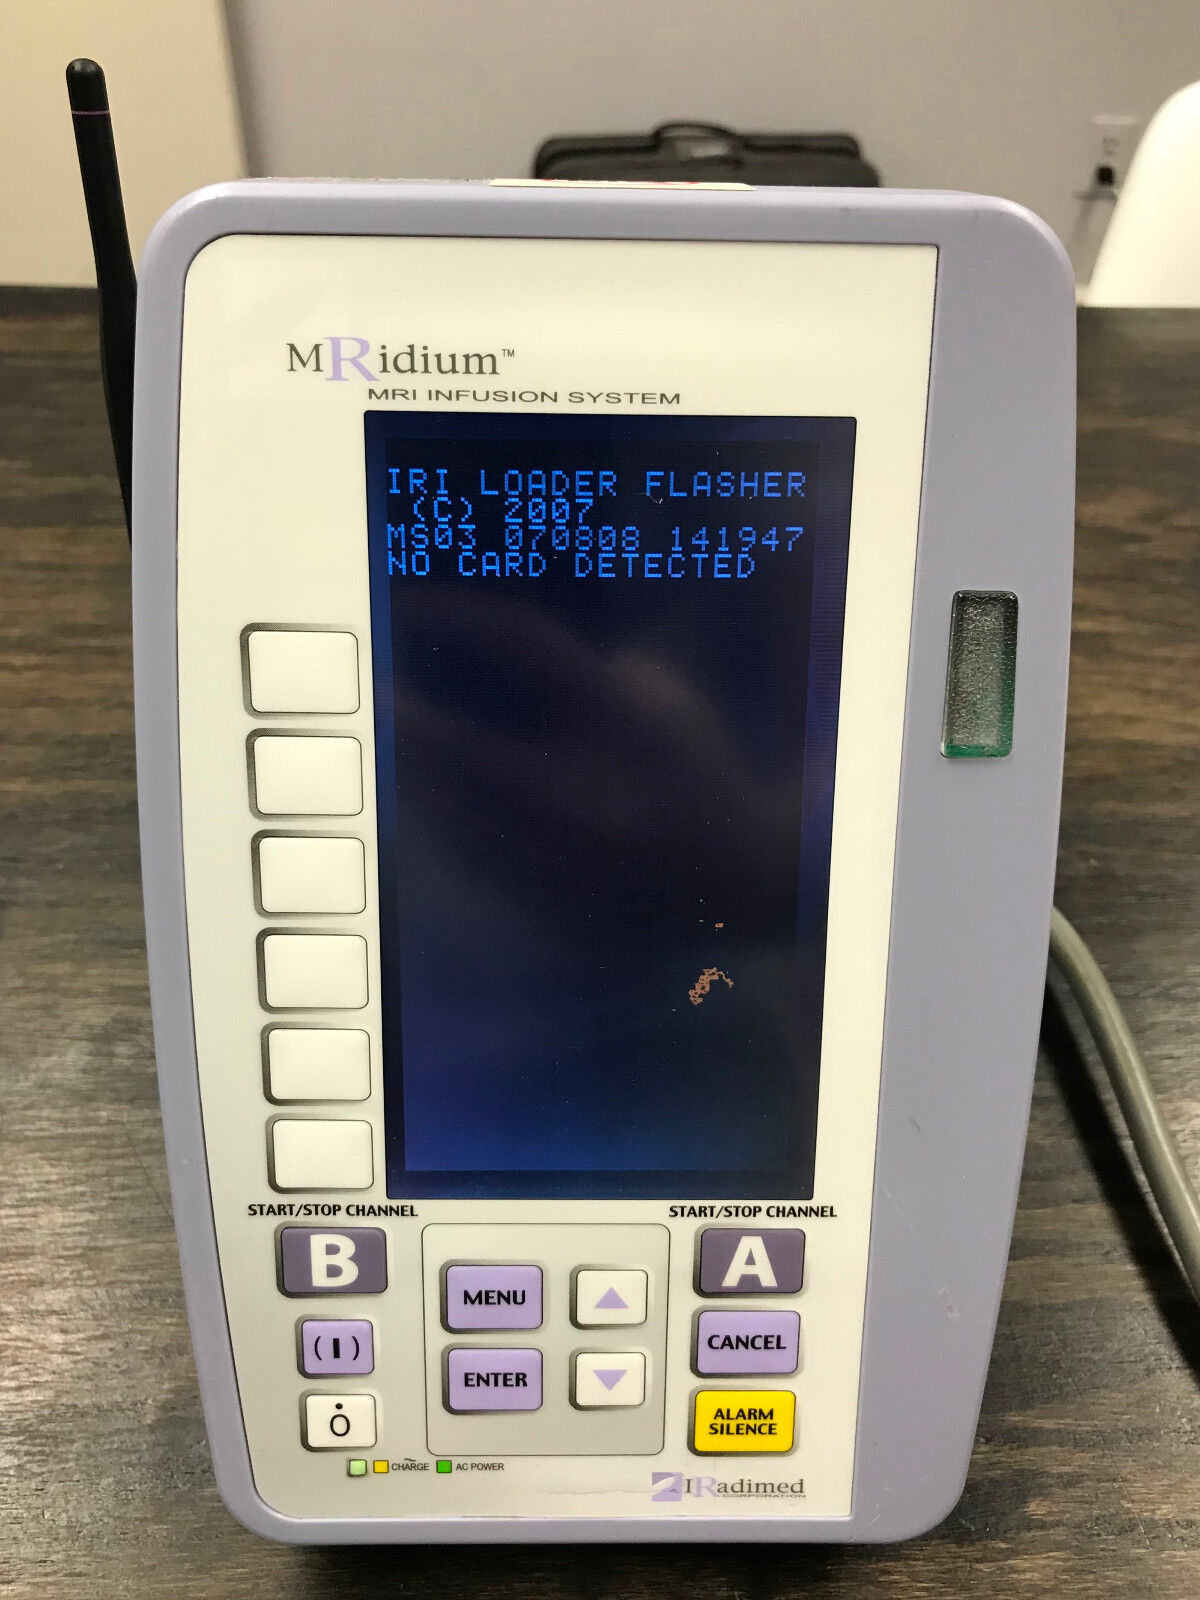 MRidium™
MRI INFUSION SYSTEM
IRI LOADER FLASHER
(C) 2007
MS03 070808 141947
NO CARD DETECTED
START/STOP CHANNEL
START/STOP CHANNEL
B
A
MENU
CANCEL
ENTER
ALARM
SILENCE
CHARGE
AC POWER
IRadimed
CORPORATION